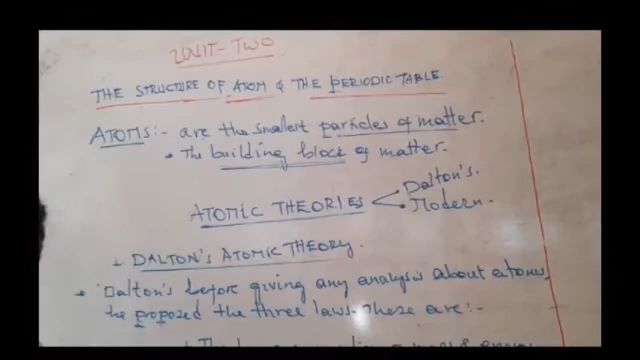 UNIT-TWO
THE STRUCTURE OF ATOM & THE PERIODIC TABLE.
ATOMS:- are the smallest particles of matter.
• The building block of matter.
ATOMIC THEORIES Dalton's.
Modern.
DALTON'S ATOMIC THEORY.
• Dalton's before giving any analysis about atoms,
he proposed the three laws. These are:-